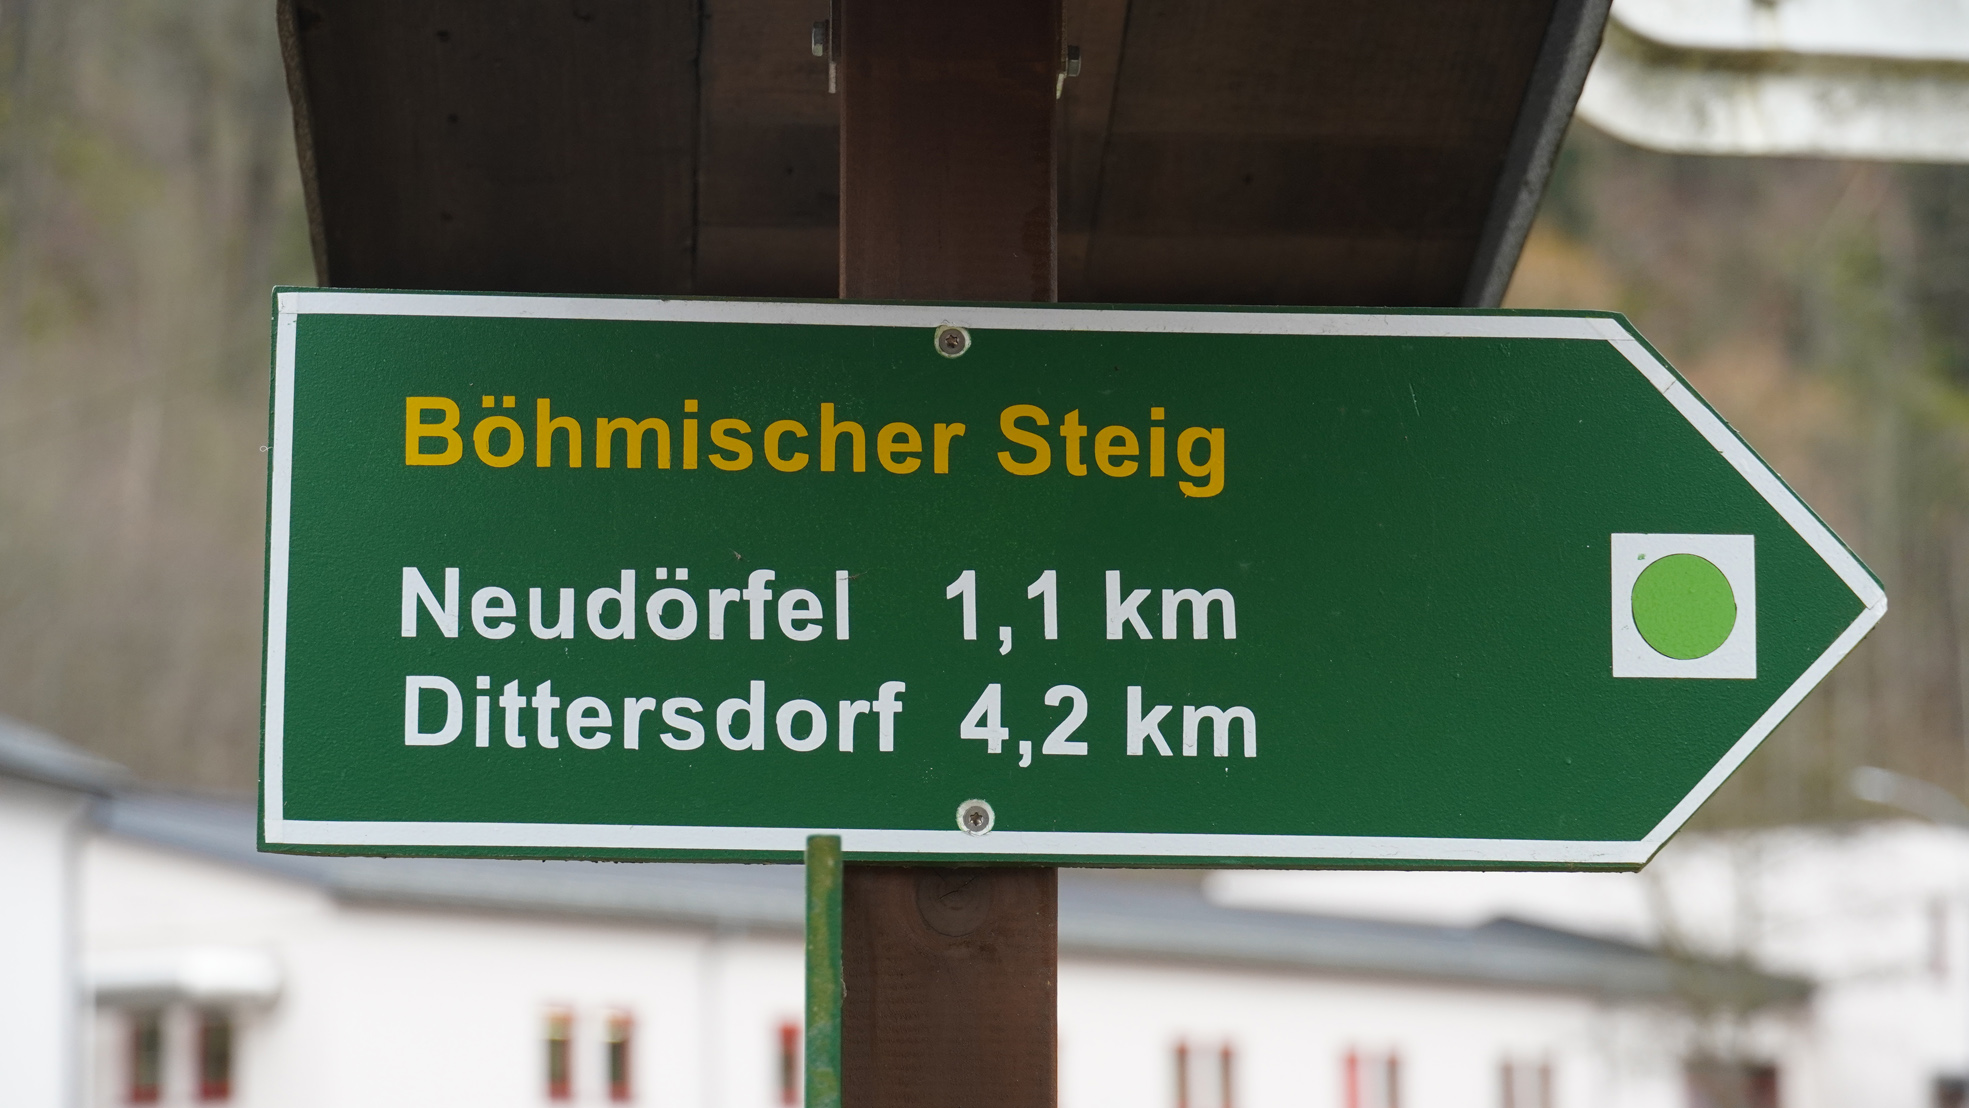 Böhmischer Steig
Neudörfel 1,1 km
Dittersdorf 4,2 km